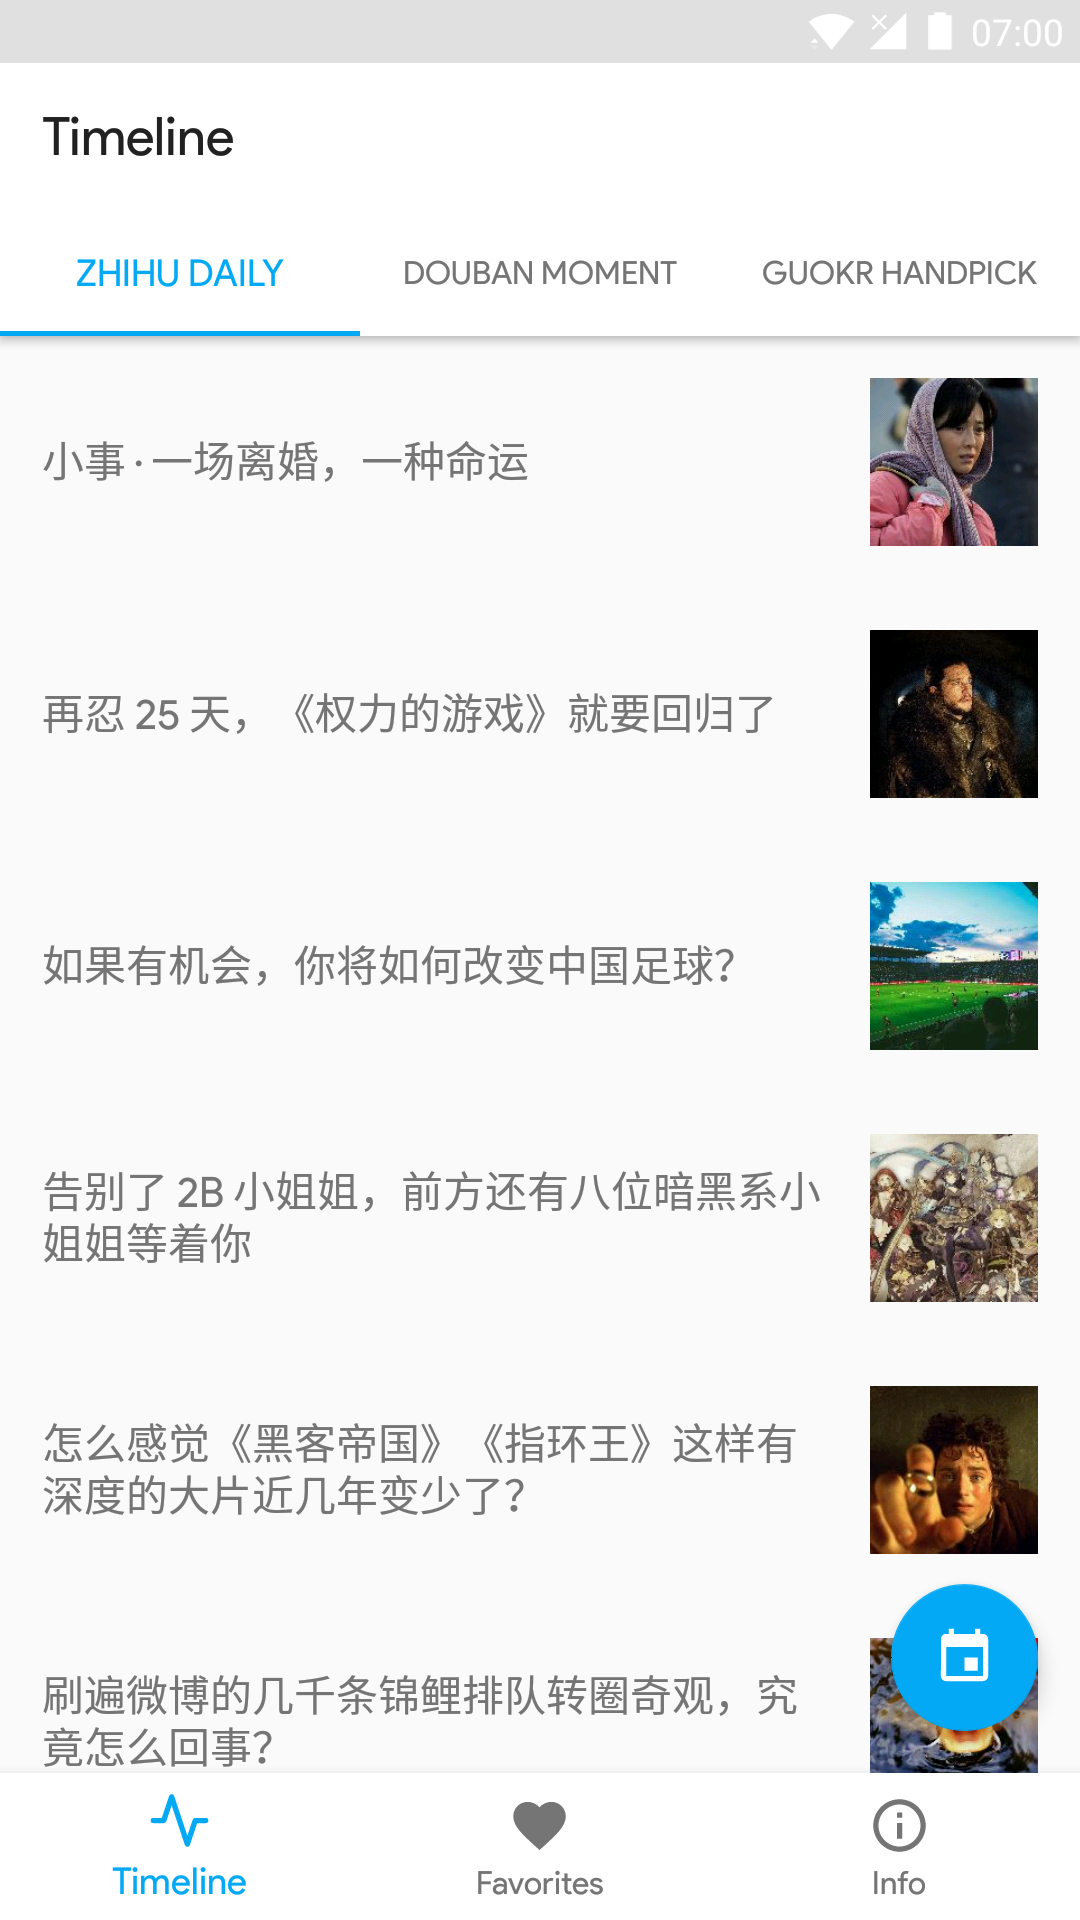 07:00
Timeline
ZHIHU DAILY
DOUBAN MOMENT
GUOKR HANDPICK
小事 · 一场离婚，一种命运
再忍 25 天，《权力的游戏》就要回归了
如果有机会，你将如何改变中国足球？
告别了 2B 小姐姐，前方还有八位暗黑系小
姐姐等着你
怎么感觉《黑客帝国》《指环王》这样有
深度的大片近几年变少了？
刷遍微博的几千条锦鲤排队转圈奇观，究
竟怎么回事？
Timeline
Favorites
Info